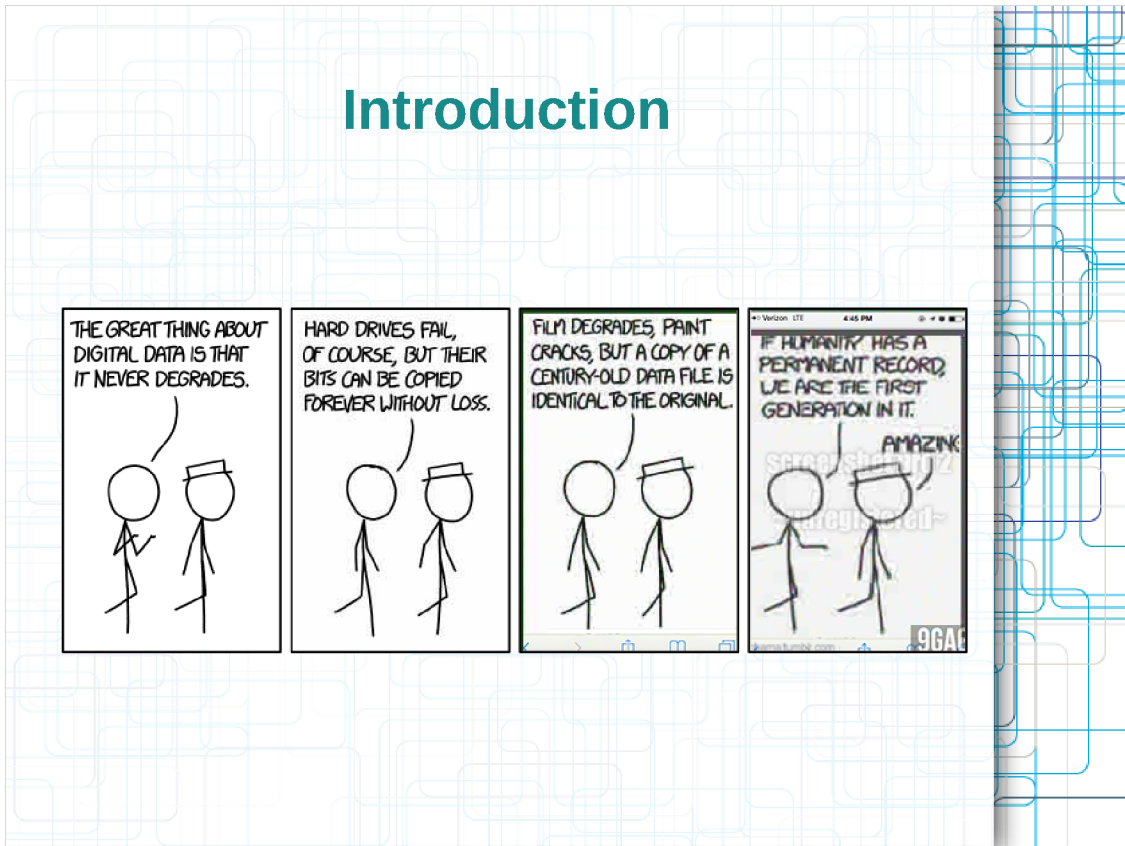 Introduction
THE GREAT THING ABOUT
DIGITAL DATA IS THAT
IT NEVER DEGRADES.
HARD DRIVES FAIL,
OF COURSE, BUT THEIR
BITS CAN BE COPIED
FOREVER WITHOUT LOSS.
FILM DEGRADES, PAINT
CRACKS, BUT A COPY OF A
CENTURY-OLD DATA FILE IS
IDENTICAL TO THE ORIGINAL.
Verizon LTE 4:45 PM
IF HUMANITY HAS A
PERMANENT RECORD,
WE ARE THE FIRST
GENERATION IN IT.
AMAZING
9GAG